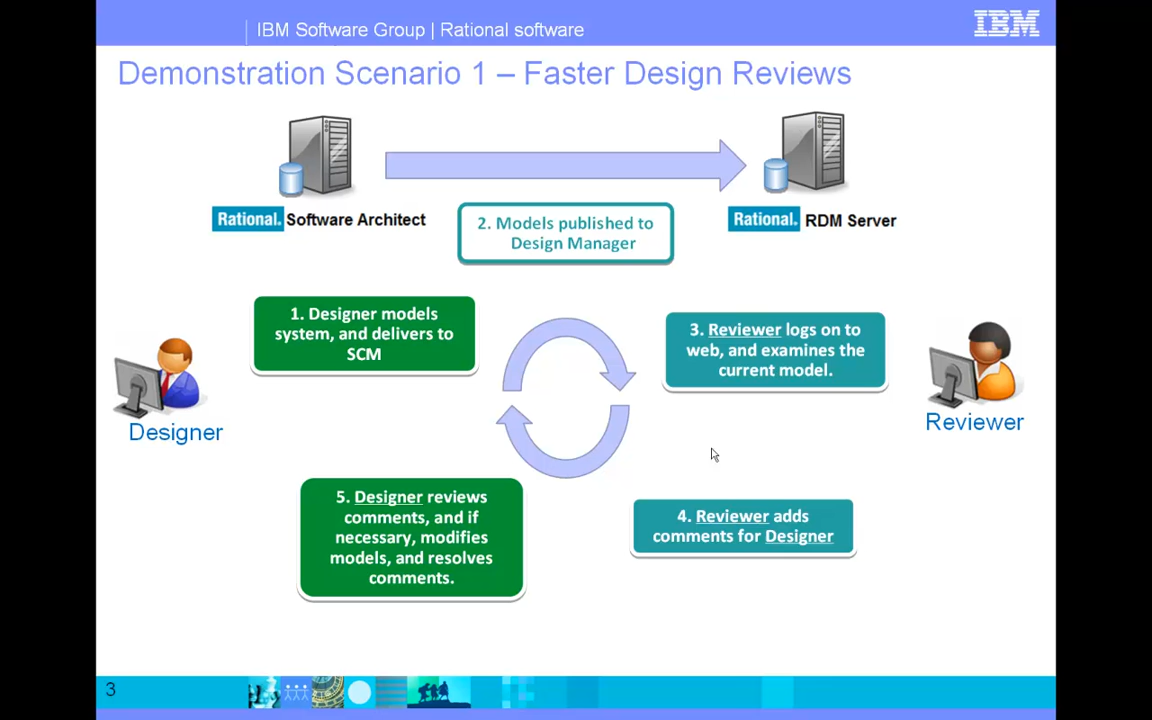 IBM Software Group | Rational software
IBM
Demonstration Scenario 1 – Faster Design Reviews
Rational. Software Architect
Rational. RDM Server
2. Models published to
Design Manager
1. Designer models
system, and delivers to
SCM
3. Reviewer logs on to
web, and examines the
current model.
Designer
Reviewer
5. Designer reviews
comments, and if
necessary, modifies
models, and resolves
comments.
4. Reviewer adds
comments for Designer
3